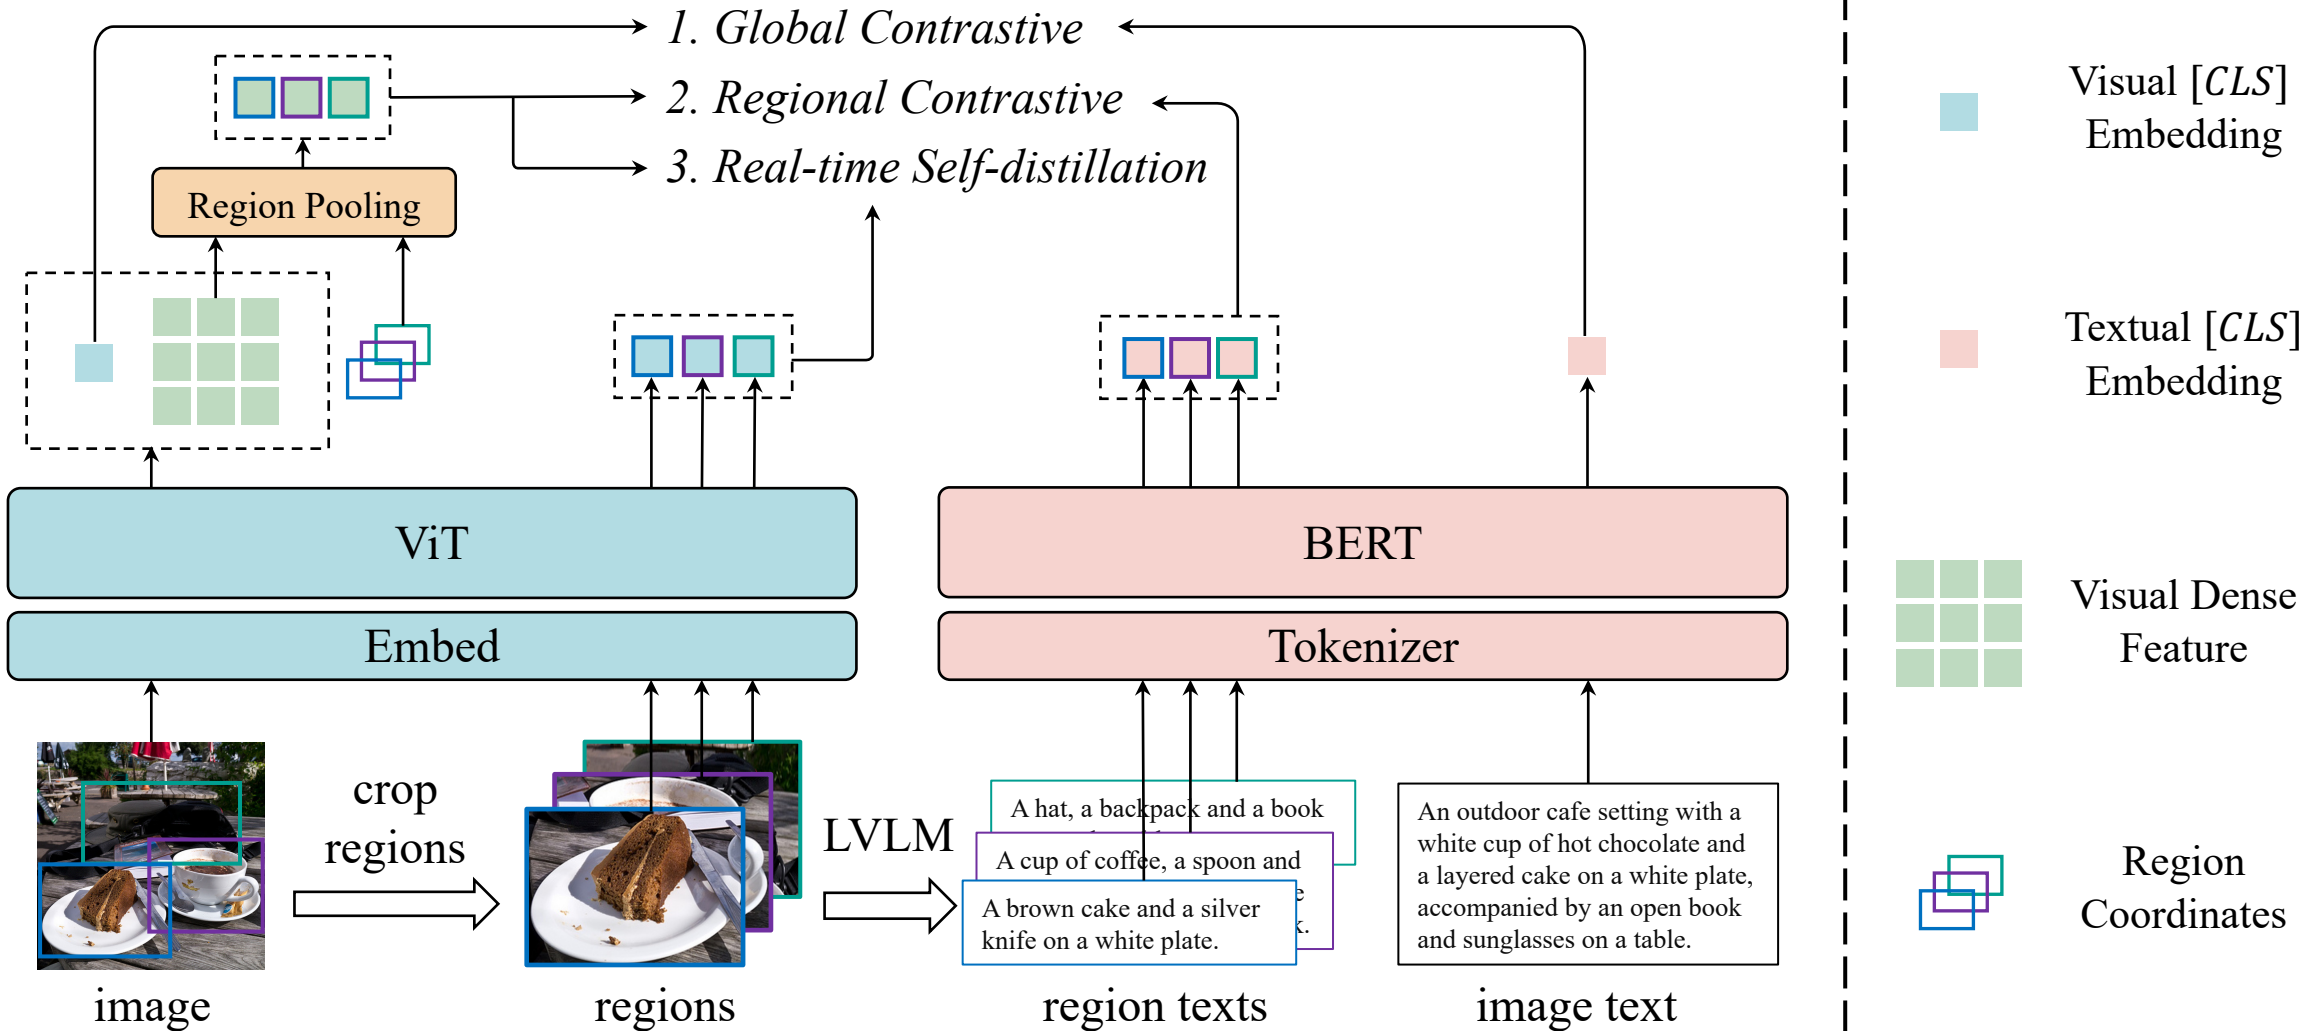 1. Global Contrastive
2. Regional Contrastive
3. Real-time Self-distillation
Region Pooling
ViT
BERT
Embed
Tokenizer
crop
regions
LVLM
A hat, a backpack and a book
A cup of coffee, a spoon and
A brown cake and a silver
knife on a white plate.
An outdoor cafe setting with a
white cup of hot chocolate and
a layered cake on a white plate,
accompanied by an open book
and sunglasses on a table.
image
regions
region texts
image text
Visual [CLS]
Embedding
Textual [CLS]
Embedding
Visual Dense
Feature
Region
Coordinates